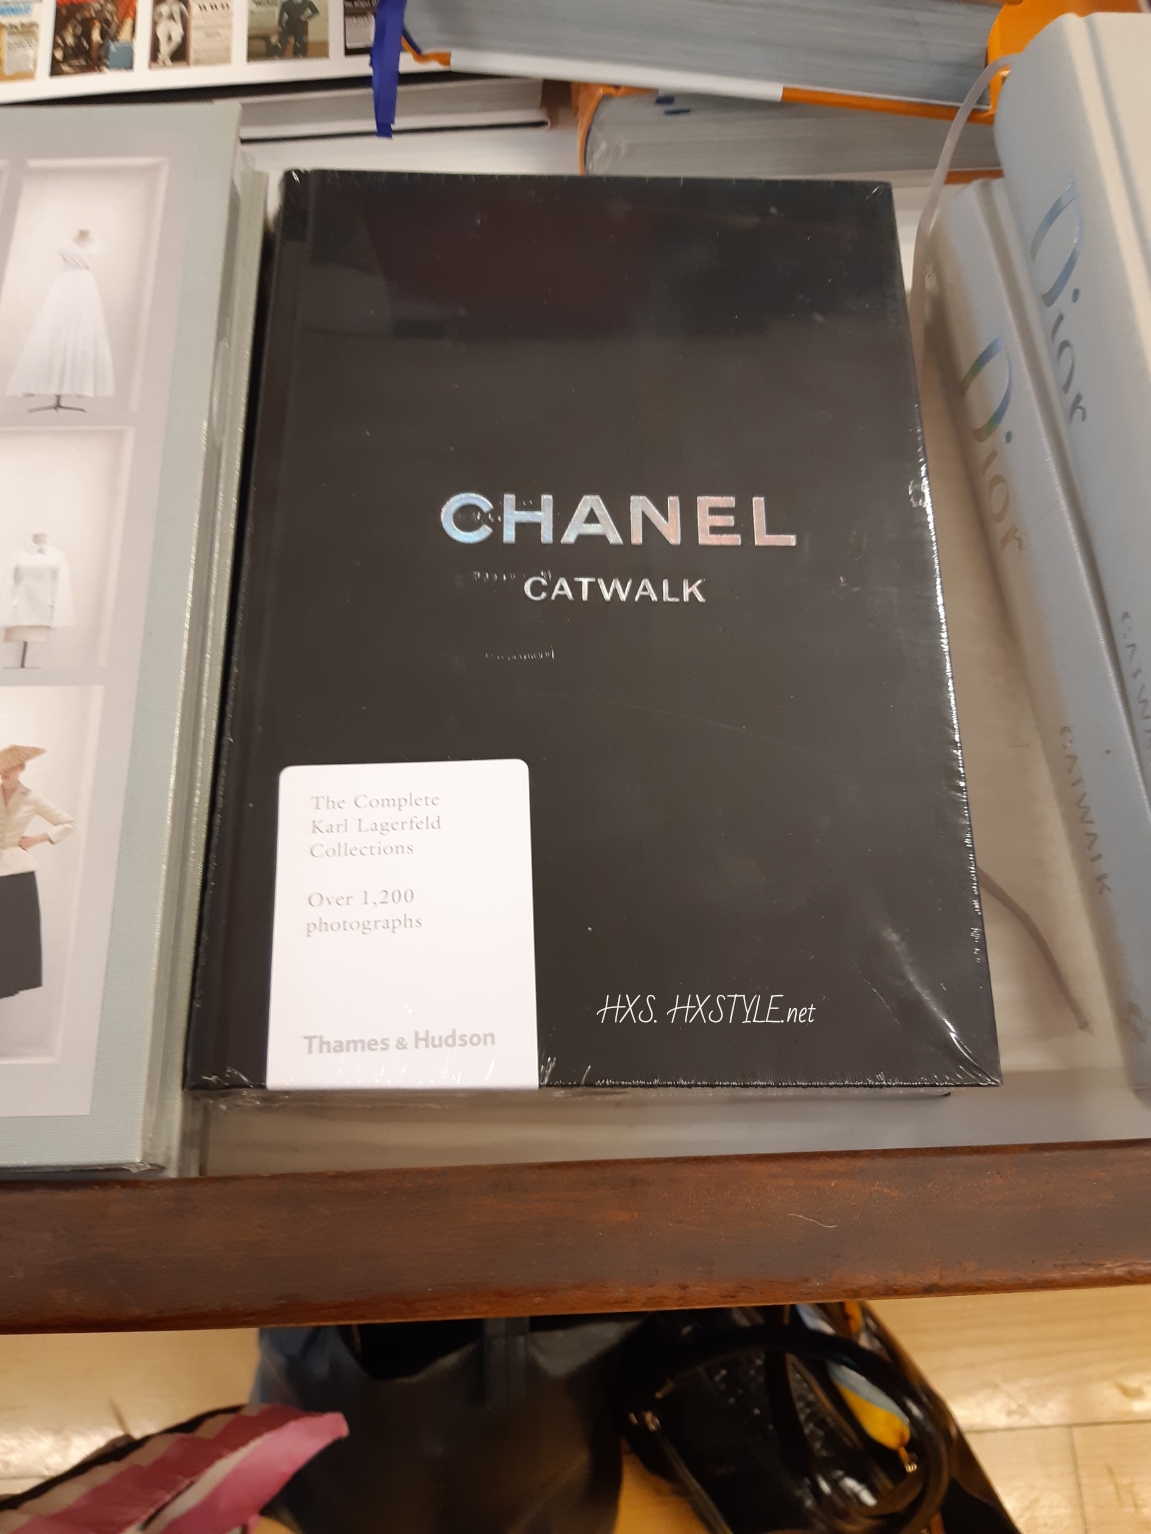 CHANEL
CATWALK
The Complete
Karl Lagerfeld
Collections
Over 1,200
photographs
Thames & Hudson
HXS. HXSTYLE.net
Dior
CATWALK
Dior